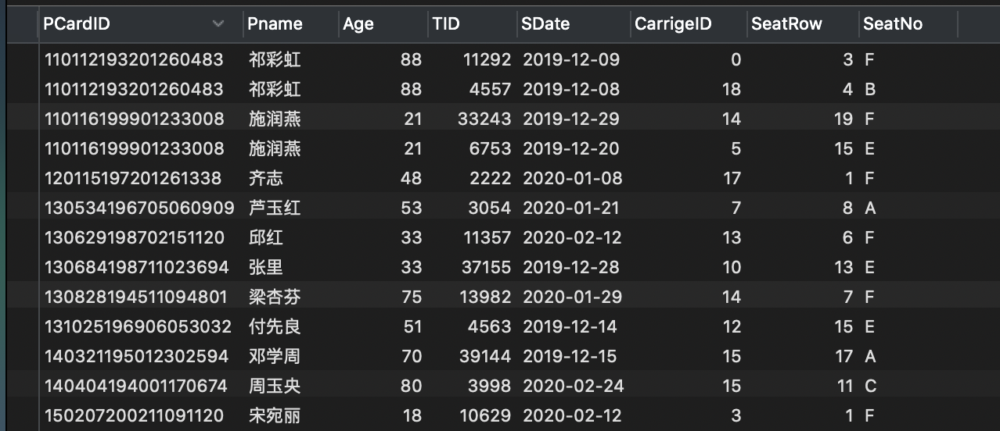 PCardID Pname Age TID SDate CarrigeID SeatRow SeatNo
110112193201260483 祁彩虹 88 11292 2019-12-09 0 3 F
110112193201260483 祁彩虹 88 4557 2019-12-08 18 4 B
110116199901233008 施润燕 21 33243 2019-12-29 14 19 F
110116199901233008 施润燕 21 6753 2019-12-20 5 15 E
120115197201261338 齐志 48 2222 2020-01-08 17 1 F
130534196705060909 芦玉红 53 3054 2020-01-21 7 8 A
130629198702151120 邱红 33 11357 2020-02-12 13 6 F
130684198711023694 张里 33 37155 2019-12-28 10 13 E
130828194511094801 梁杏芬 75 13982 2020-01-29 14 7 F
131025196906053032 付先良 51 4563 2019-12-14 12 15 E
140321195012302594 邓学周 70 39144 2019-12-15 15 17 A
140404194001170674 周玉央 80 3998 2020-02-24 15 11 C
150207200211091120 宋宛丽 18 10629 2020-02-12 3 1 F